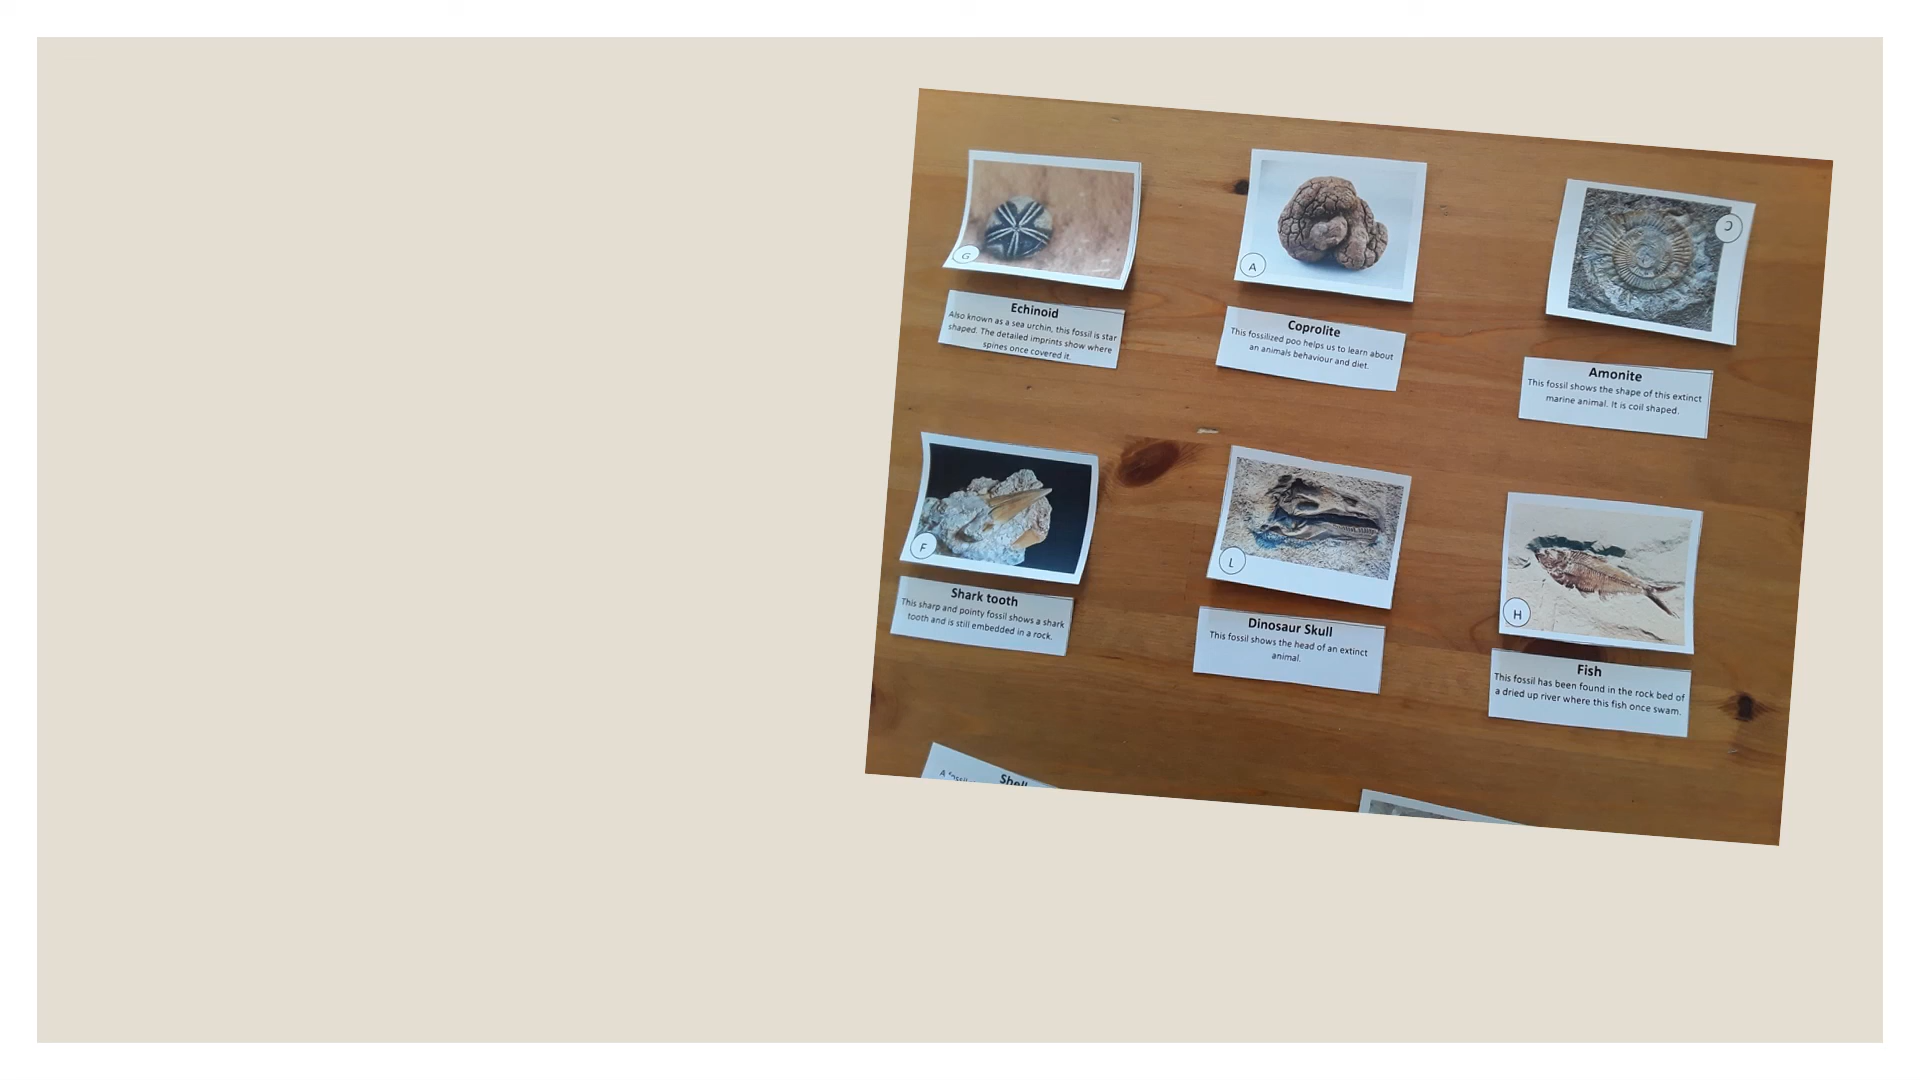 G
Echinoid
Also known as a sea urchin, this fossil is star
shaped. The detailed imprints show where
spines once covered it.
A
Coprolite
This fossilized poo helps us to learn about
an animals behaviour and diet.
C
Amonite
This fossil shows the shape of this extinct
marine animal. It is coil shaped.
F
Shark tooth
This sharp and pointy fossil shows a shark
tooth and is still embedded in a rock.
L
Dinosaur Skull
This fossil shows the head of an extinct
animal.
H
Fish
This fossil has been found in the rock bed of
a dried up river where this fish once swam.
Shell
A